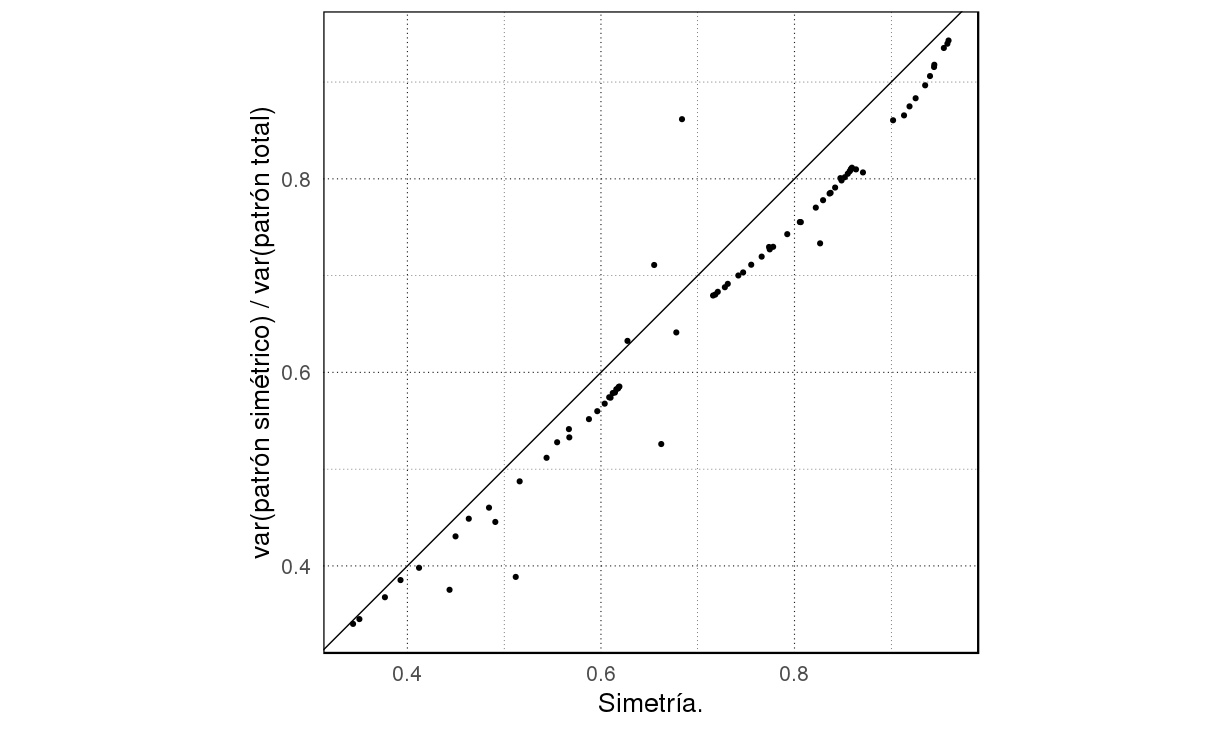 var(patrón simétrico) / var(patrón total)
0.8
0.6
0.4
0.4 0.6 0.8
Simetría.